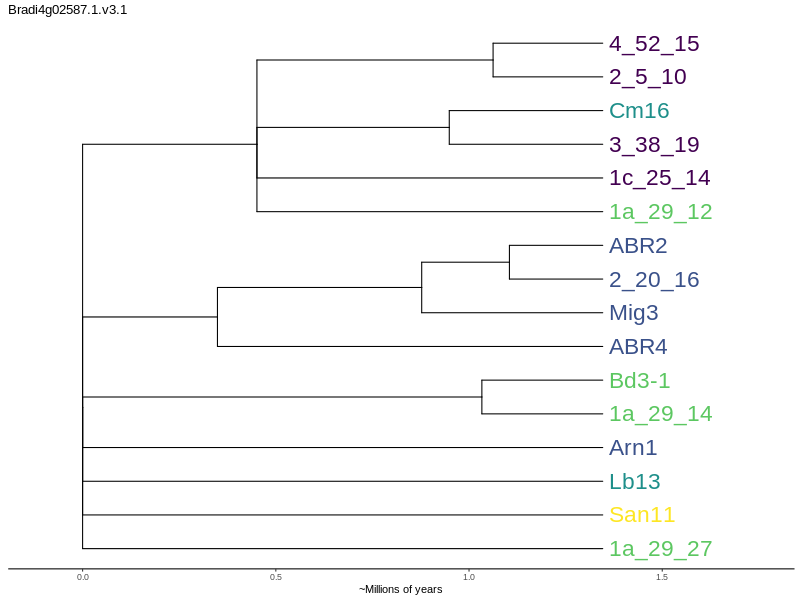 Bradi4g02587.1.v3.1
4_52_15
2_5_10
Cm16
3_38_19
1c_25_14
1a_29_12
ABR2
2_20_16
Mig3
ABR4
Bd3-1
1a_29_14
Arn1
Lb13
San11
1a_29_27
0.0 0.5 1.0 1.5
~Millions of years